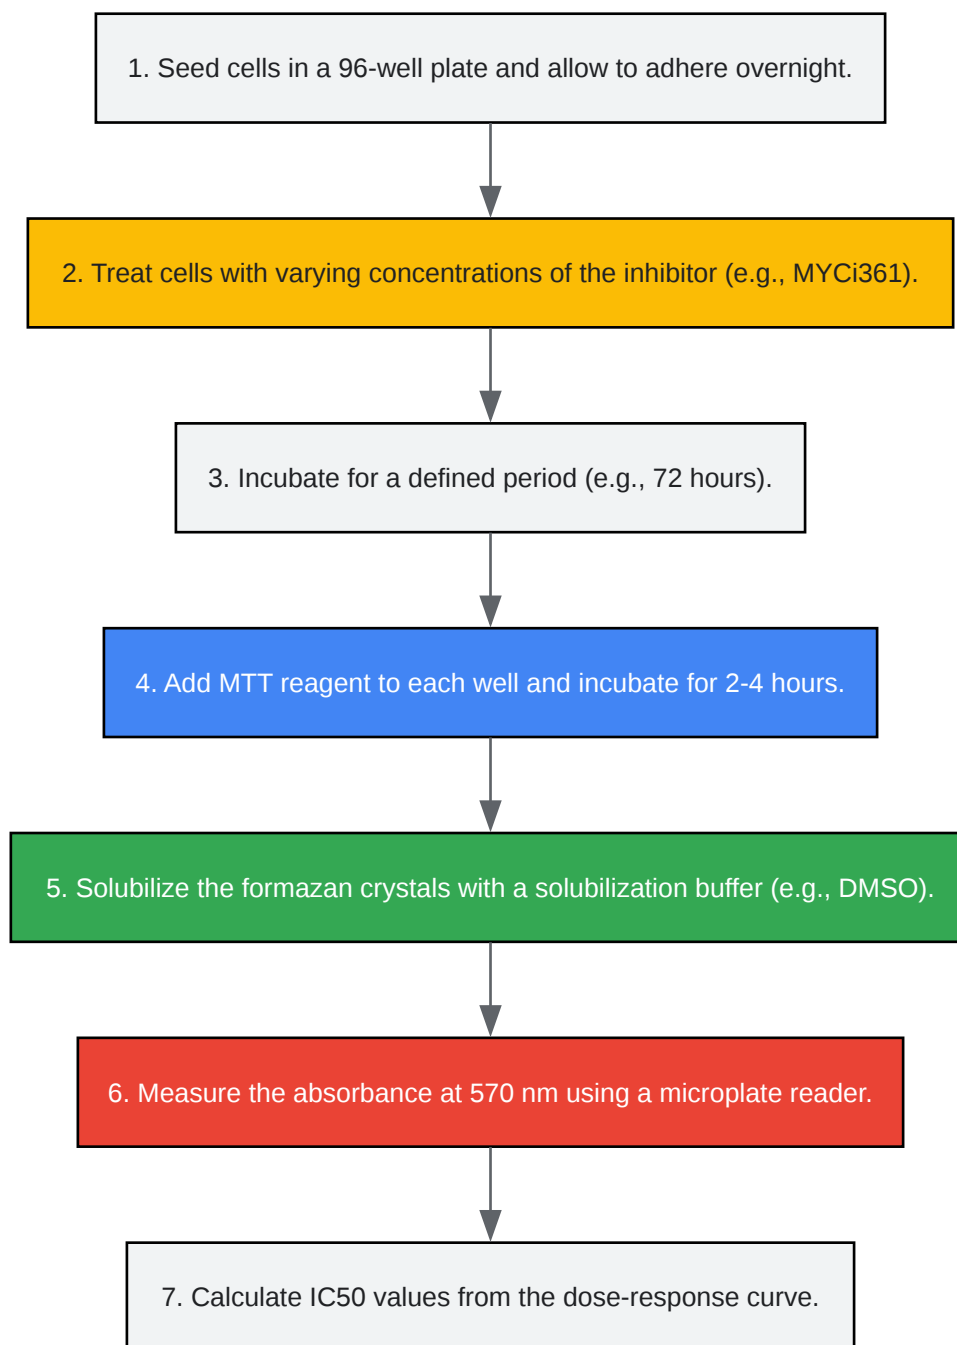 1. Seed cells in a 96-well plate and allow to adhere overnight.
2. Treat cells with varying concentrations of the inhibitor (e.g., MYCi361).
3. Incubate for a defined period (e.g., 72 hours).
4. Add MTT reagent to each well and incubate for 2-4 hours.
5. Solubilize the formazan crystals with a solubilization buffer (e.g., DMSO).
6. Measure the absorbance at 570 nm using a microplate reader.
7. Calculate IC50 values from the dose-response curve.